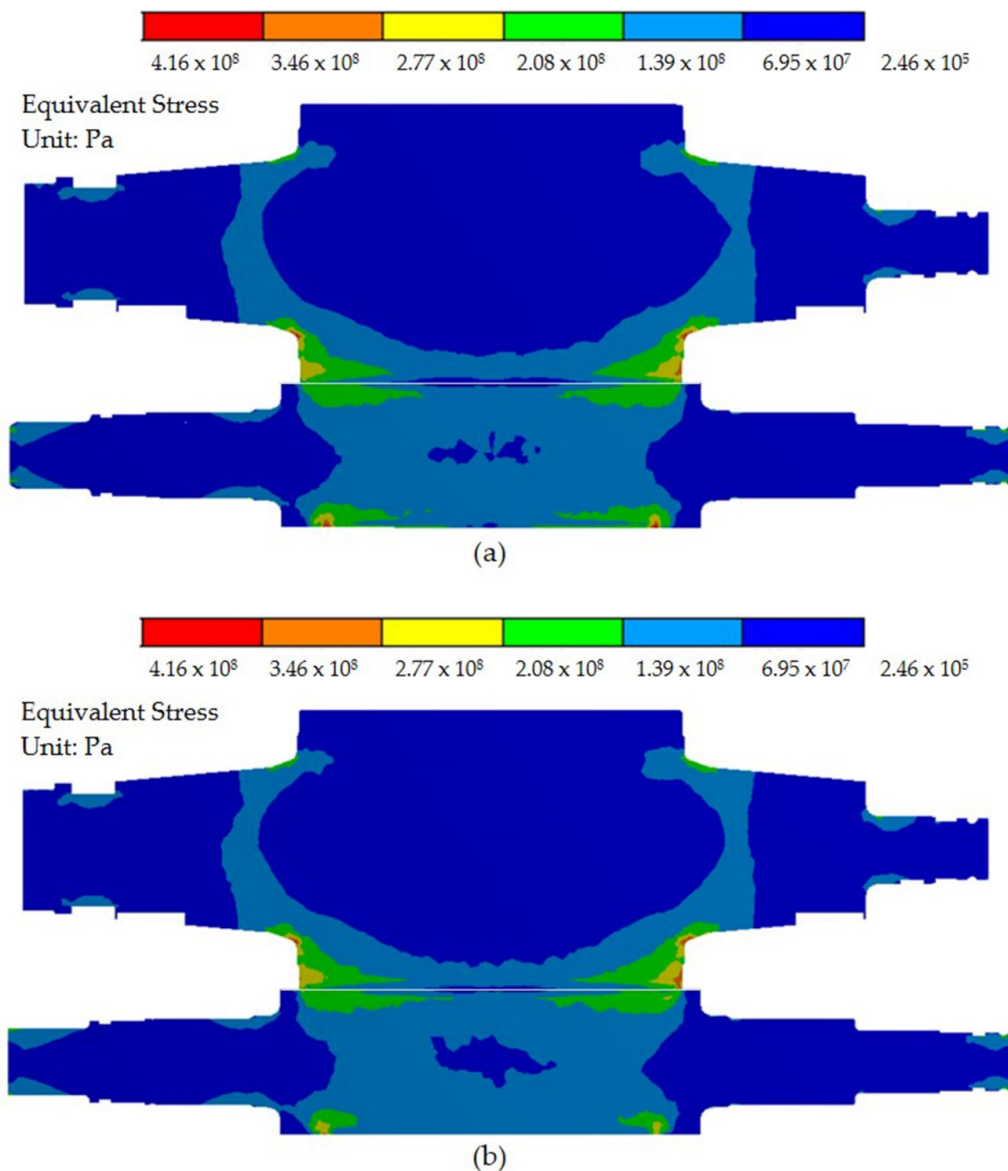 4.16 x 10⁸ 3.46 x 10⁸ 2.77 x 10⁸ 2.08 x 10⁸ 1.39 x 10⁸ 6.95 x 10⁷ 2.46 x 10⁵
Equivalent Stress
Unit: Pa
(a)
4.16 x 10⁸ 3.46 x 10⁸ 2.77 x 10⁸ 2.08 x 10⁸ 1.39 x 10⁸ 6.95 x 10⁷ 2.46 x 10⁵
Equivalent Stress
Unit: Pa
(b)